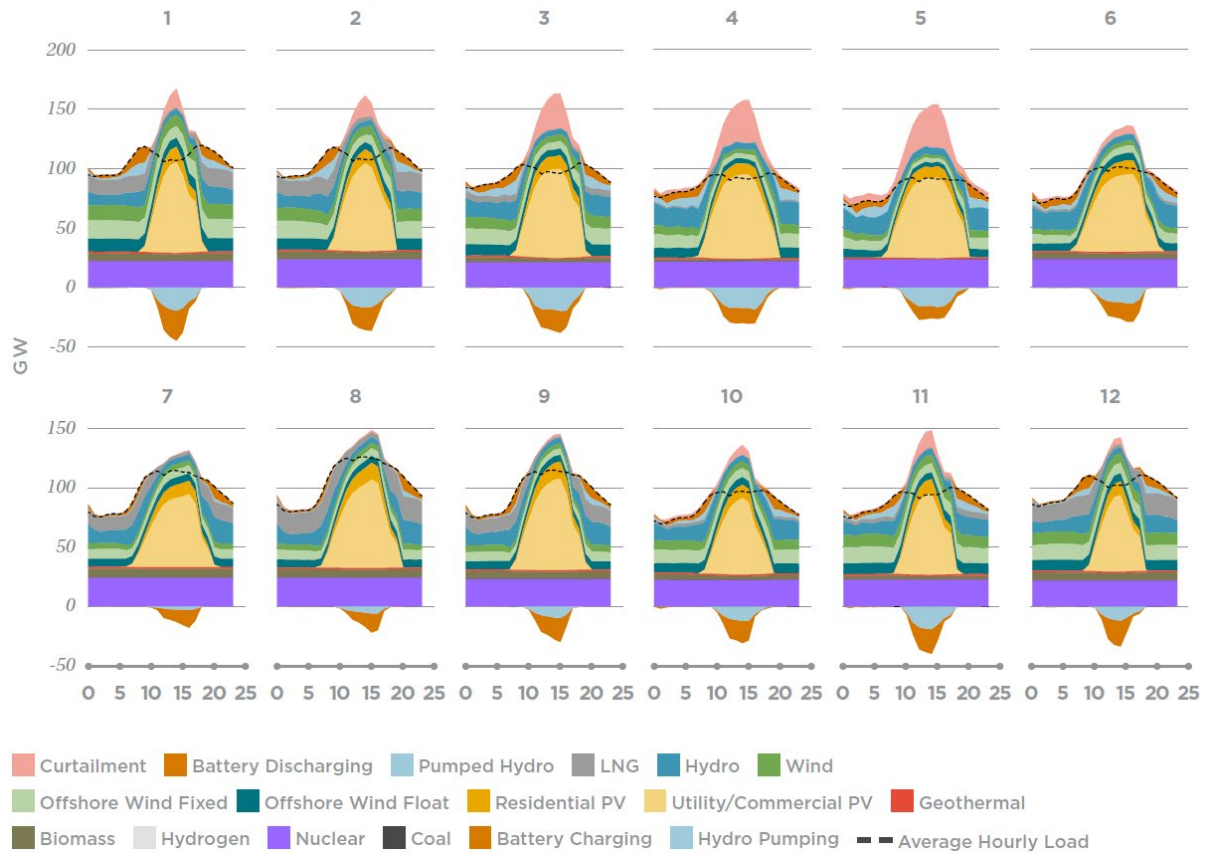 1 2 3 4 5 6
200
150
100
50
0
-50
GW
7 8 9 10 11 12
150
100
50
0
-50
0 5 10 15 20 25 0 5 10 15 20 25 0 5 10 15 20 25 0 5 10 15 20 25 0 5 10 15 20 25 0 5 10 15 20 25
Curtailment Battery Discharging Pumped Hydro LNG Hydro Wind
Offshore Wind Fixed Offshore Wind Float Residential PV Utility/Commercial PV Geothermal
Biomass Hydrogen Nuclear Coal Battery Charging Hydro Pumping Average Hourly Load